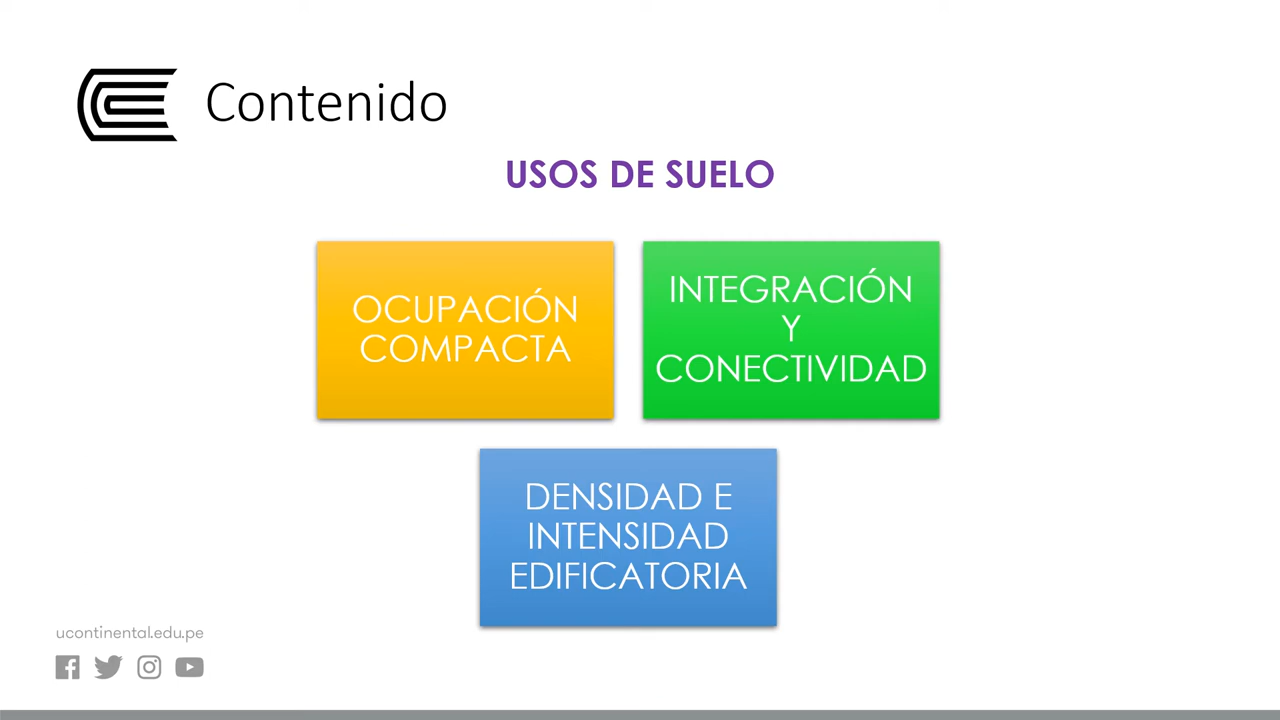 Contenido
USOS DE SUELO
OCUPACIÓN
COMPACTA
INTEGRACIÓN
Y
CONECTIVIDAD
DENSIDAD E
INTENSIDAD
EDIFICATORIA
ucontinental.edu.pe